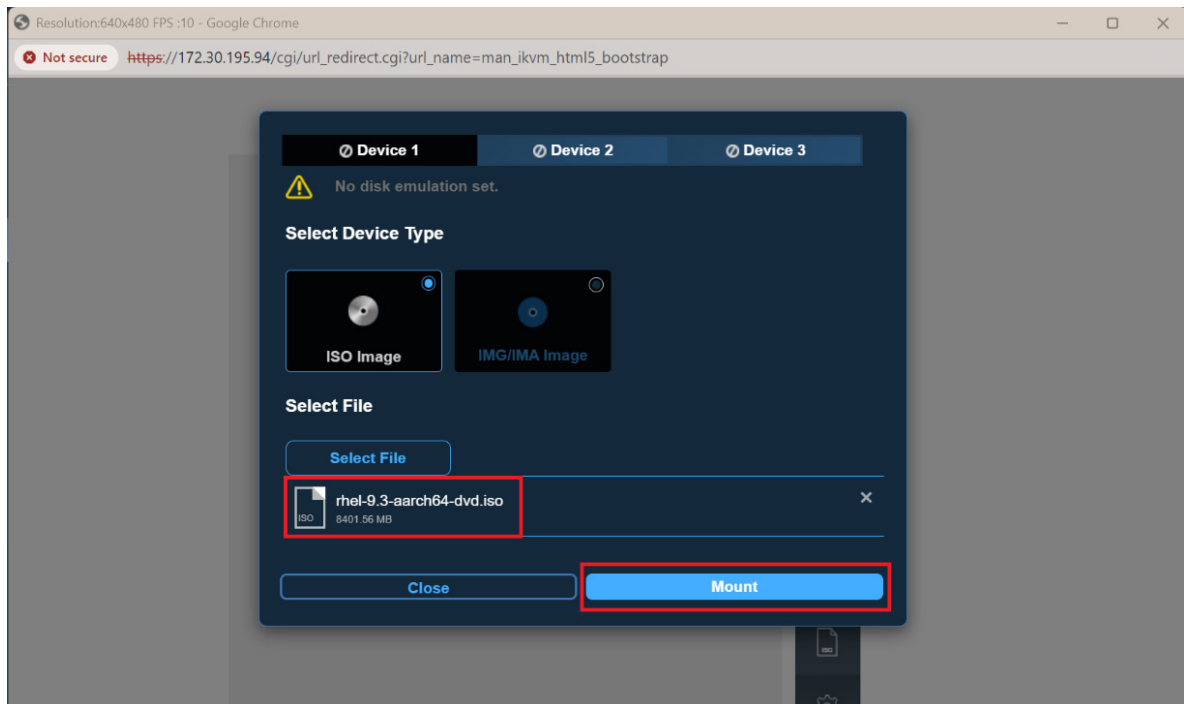 Resolution:640x480 FPS :10 - Google Chrome
Not secure https://172.30.195.94/cgi/url_redirect.cgi?url_name=man_ikvm_html5_bootstrap
Device 1 Device 2 Device 3
No disk emulation set.
Select Device Type
ISO Image IMG/IMA Image
Select File
Select File
rhel-9.3-aarch64-dvd.iso
ISO 8401.56 MB
Close Mount
ISO